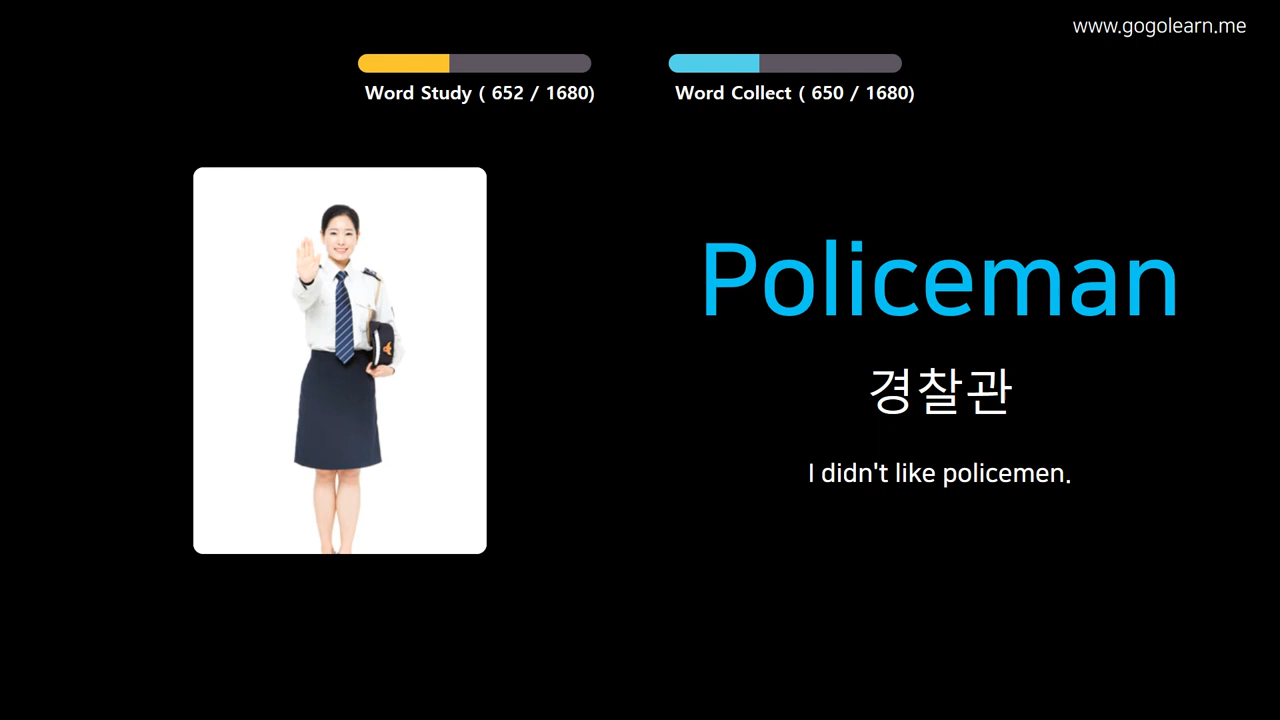 www.gogolearn.me
Word Study ( 652 / 1680)
Word Collect ( 650 / 1680)
Policeman
경찰관
I didn't like policemen.